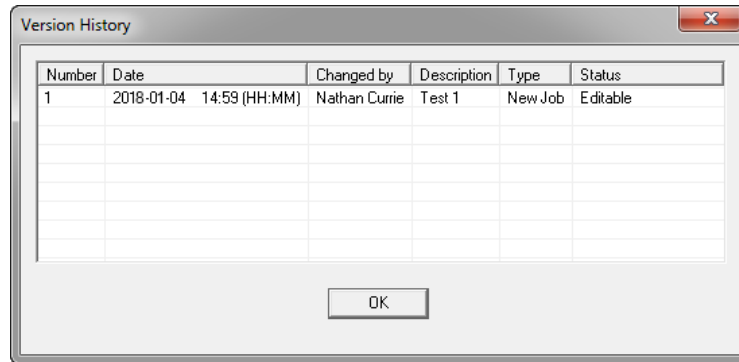 Version History
Number Date Changed by Description Type Status
1 2018-01-04 14:59 (HH:MM) Nathan Currie Test 1 New Job Editable
OK